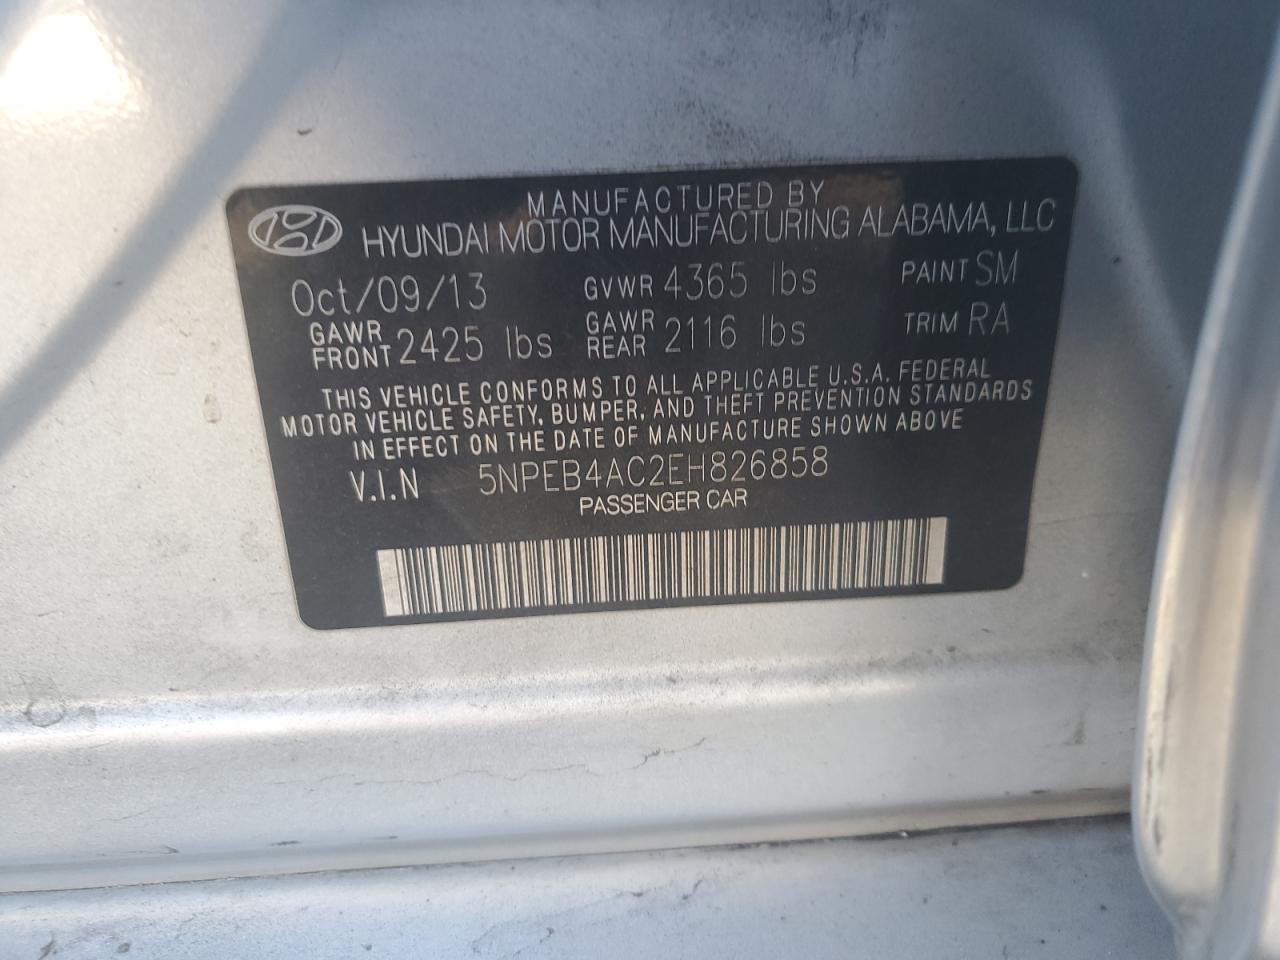 MANUFACTURED BY
HYUNDAI MOTOR MANUFACTURING ALABAMA, LLC
Oct/09/13 GVWR 4365 lbs PAINT SM
GAWR FRONT 2425 lbs GAWR REAR 2116 lbs TRIM RA
THIS VEHICLE CONFORMS TO ALL APPLICABLE U.S.A. FEDERAL
MOTOR VEHICLE SAFETY, BUMPER, AND THEFT PREVENTION STANDARDS
IN EFFECT ON THE DATE OF MANUFACTURE SHOWN ABOVE
V.I.N 5NPEB4AC2EH826858
PASSENGER CAR